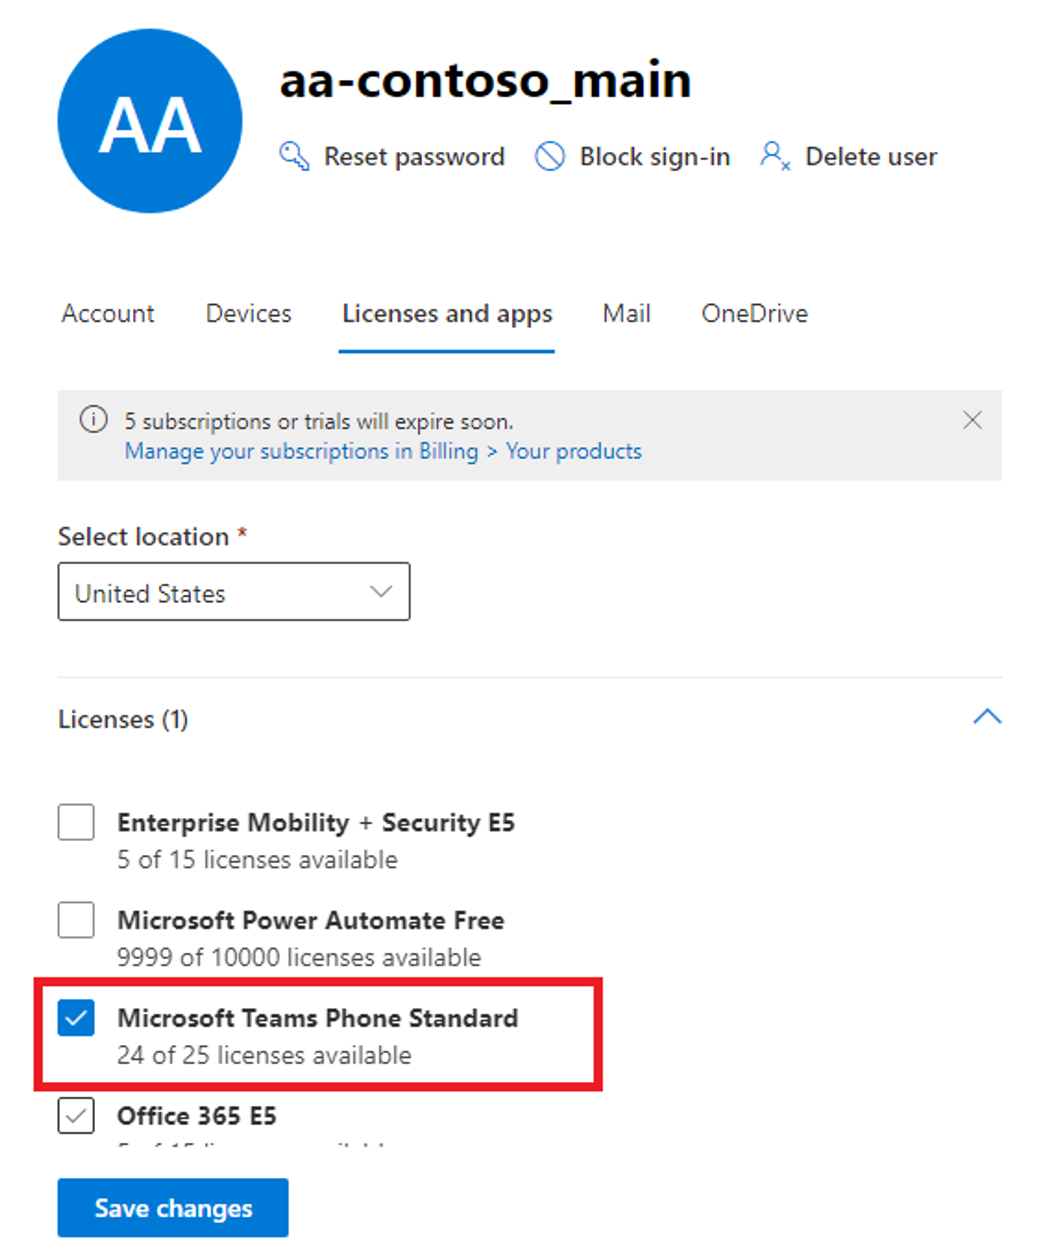 AA
aa-contoso_main
Reset password
Block sign-in
Delete user
Account
Devices
Licenses and apps
Mail
OneDrive
5 subscriptions or trials will expire soon.
Manage your subscriptions in Billing > Your products
Select location *
United States
Licenses (1)
Enterprise Mobility + Security E5
5 of 15 licenses available
Microsoft Power Automate Free
9999 of 10000 licenses available
Microsoft Teams Phone Standard
24 of 25 licenses available
Office 365 E5
Save changes